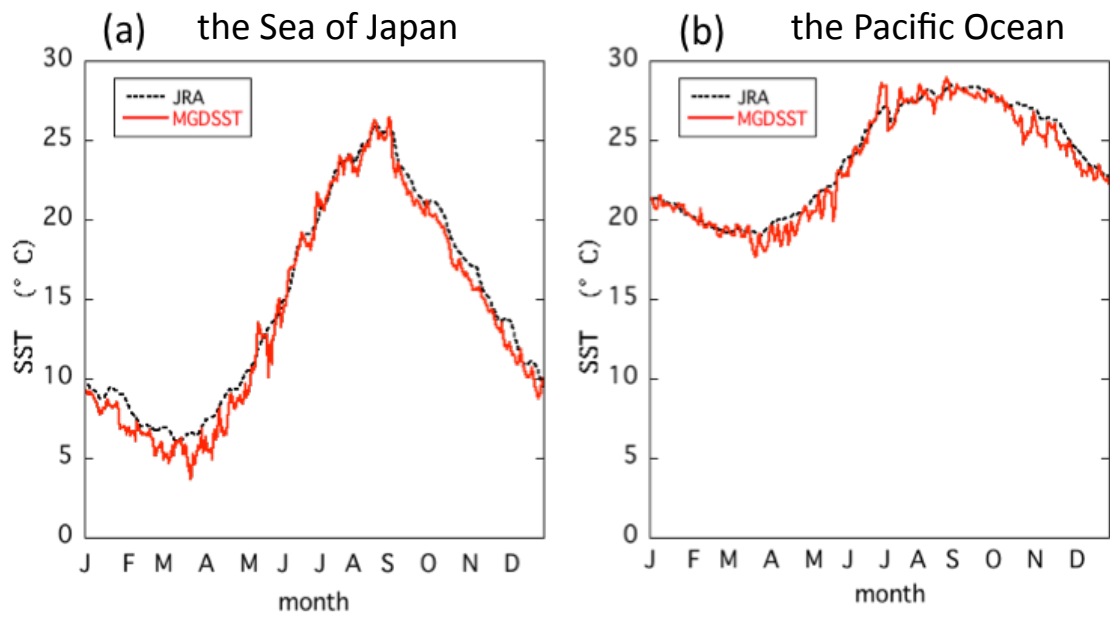 (a) the Sea of Japan
30
25
20
15
10
5
0
SST (° C)
JRA
MGDSST
J F M A M J J A S O N D
month
(b) the Pacific Ocean
30
25
20
15
10
5
0
SST (° C)
JRA
MGDSST
J F M A M J J A S O N D
month